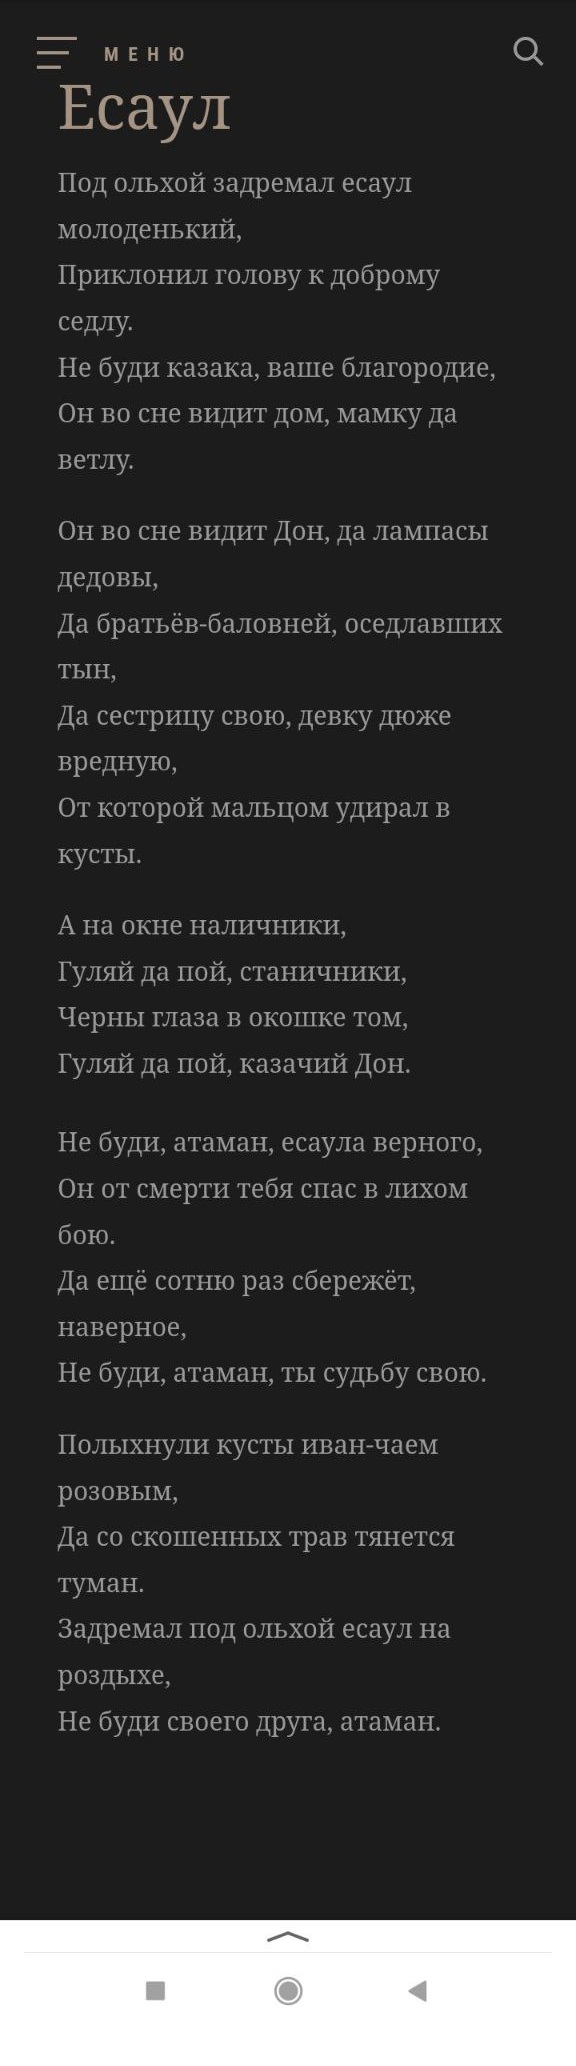 МЕНЮ
Есаул
Под ольхой задремал есаул
молоденький,
Приклонил голову к доброму
седлу.
Не буди казака, ваше благородие,
Он во сне видит дом, мамку да
ветлу.
Он во сне видит Дон, да лампасы
дедовы,
Да братьёв-баловней, оседлавших
тын,
Да сестрицу свою, девку дюже
вредную,
От которой мальцом удирал в
кусты.
А на окне наличники,
Гуляй да пой, станичники,
Черны глаза в окошке том,
Гуляй да пой, казачий Дон.
Не буди, атаман, есаула верного,
Он от смерти тебя спас в лихом
бою.
Да ещё сотню раз сбережёт,
наверное,
Не буди, атаман, ты судьбу свою.
Полыхнули кусты иван-чаем
розовым,
Да со скошенных трав тянется
туман.
Задремал под ольхой есаул на
роздыхе,
Не буди своего друга, атаман.